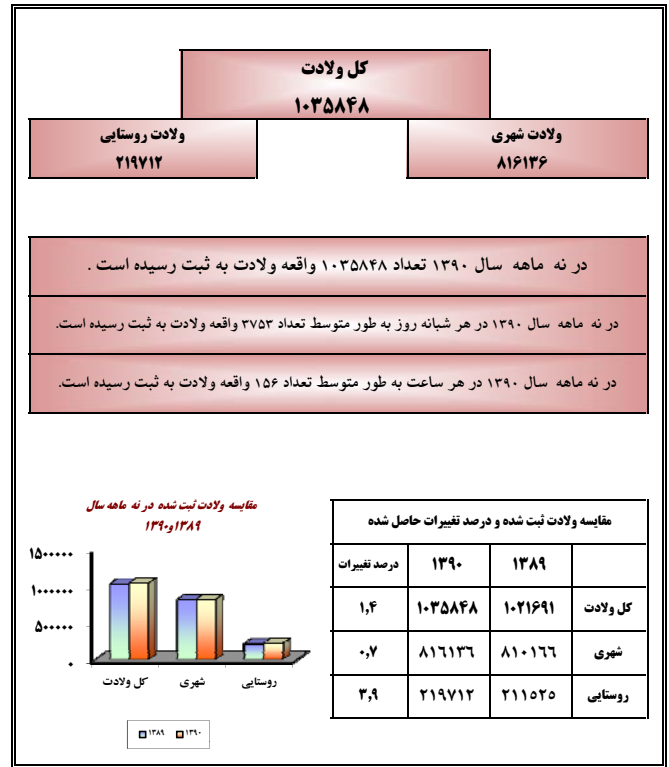 کل ولادت
۱۰۳۵۸۴۸
ولادت شهری
۸۱۶۱۳۶
ولادت روستایی
۲۱۹۷۱۲
در نه ماهه سال ۱۳۹۰ تعداد ۱۰۳۵۸۴۸ واقعه ولادت به ثبت رسیده است .
در نه ماهه سال ۱۳۹۰ در هر شبانه روز به طور متوسط تعداد ۳۷۵۳ واقعه ولادت به ثبت رسیده است.
در نه ماهه سال ۱۳۹۰ در هر ساعت به طور متوسط تعداد ۱۵۶ واقعه ولادت به ثبت رسیده است.
مقایسه ولادت ثبت شده و درصد تغییرات حاصل شده
۱۳۸۹ ۱۳۹۰ درصد تغییرات
کل ولادت ۱۰۲۱۶۹۱ ۱۰۳۵۸۴۸ ۱,۴
شهری ٨١٠١٦٦ ٨١٦١٣٦ ۰,۷
روستایی ٢١١٥٢٥ ٢١٩٧١٢ ۳,۹
مقایسه ولادت ثبت شده در نه ماهه سال
۱۳۸۹و۱۳۹۰
۱۵۰۰۰۰۰
۱۰۰۰۰۰۰
۵۰۰۰۰۰
۰
کل ولادت شهری روستایی
۱۳۸۹ ۱۳۹۰